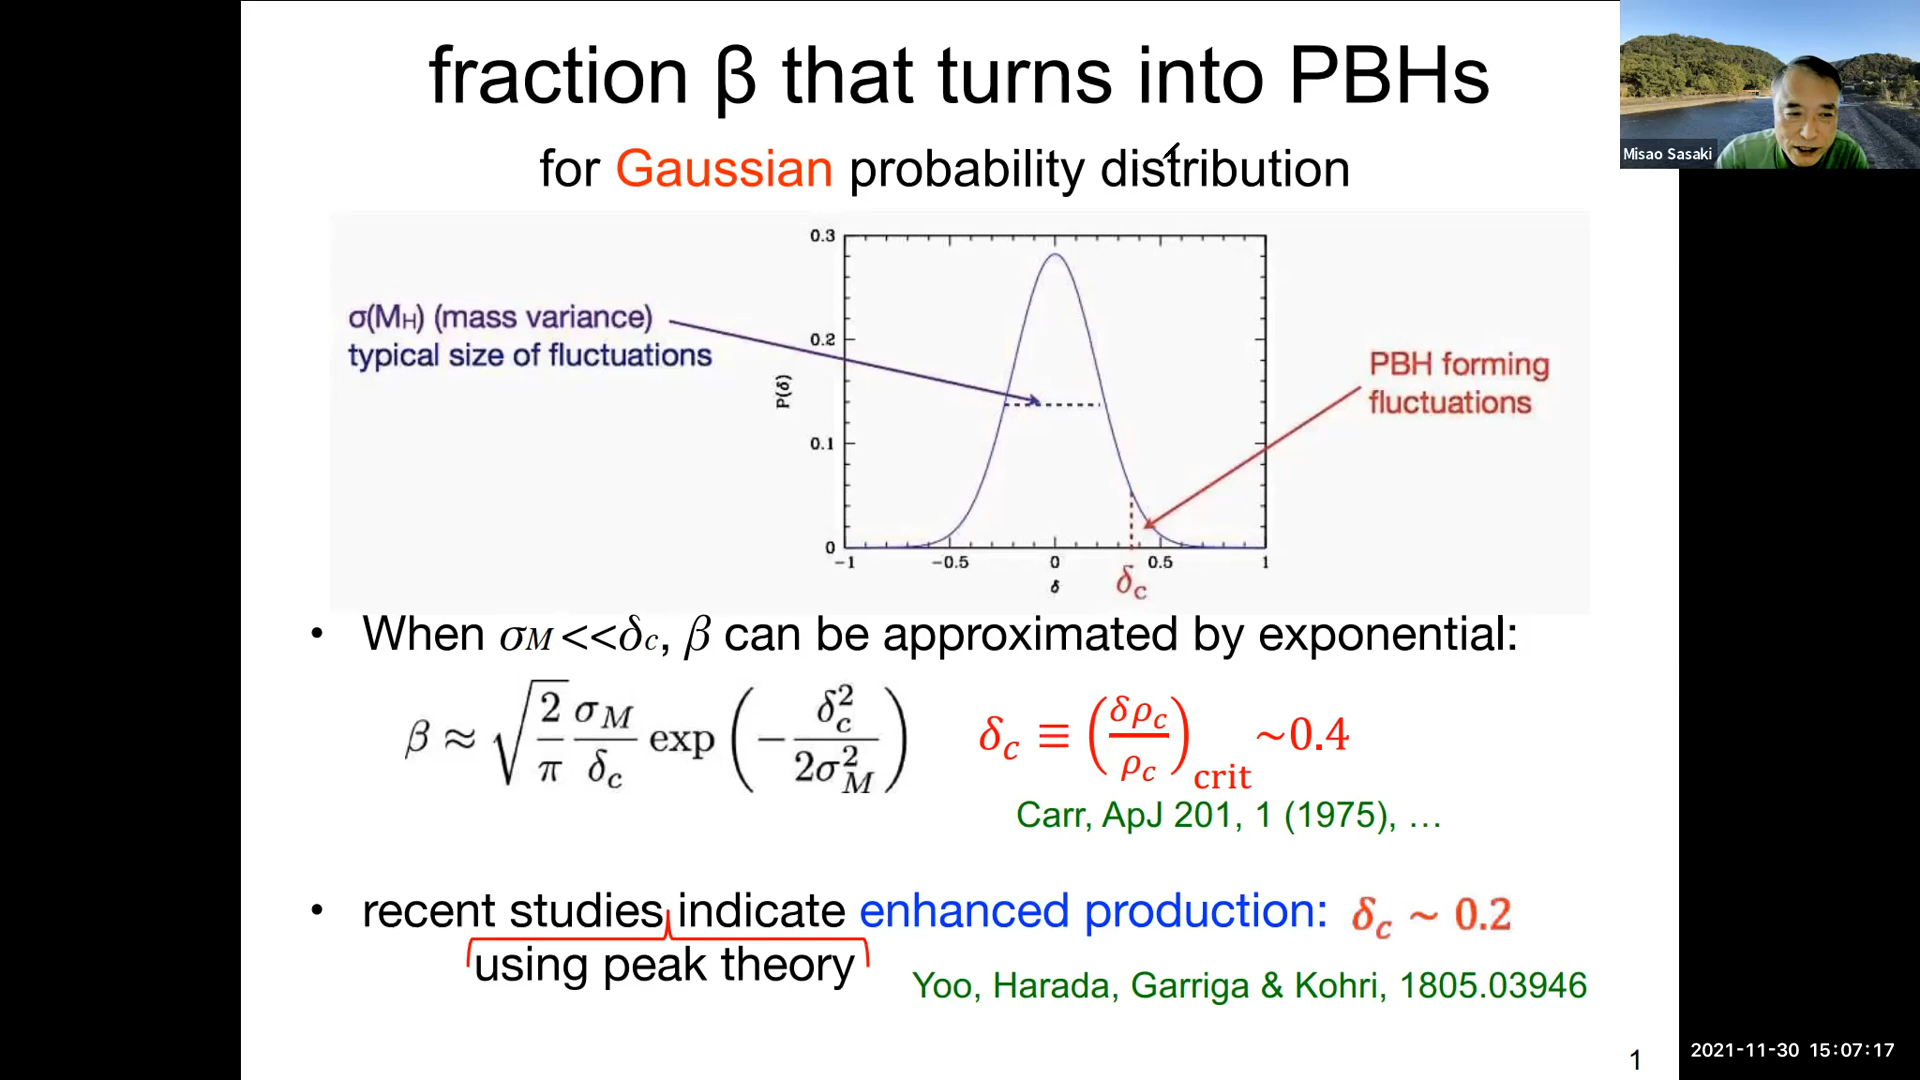 fraction β that turns into PBHs
for Gaussian probability distribution
Misao Sasaki
σ(MH) (mass variance)
typical size of fluctuations
PBH forming
fluctuations
0.3
0.2
0.1
0
P(δ)
−1 −0.5 0 0.5 1
δ
δc
• When σM<<δc, β can be approximated by exponential:
β ≈ √(2/π) σM/δc exp(−δc²/2σM²) δc ≡ (δρc/ρc)crit ~0.4
Carr, ApJ 201, 1 (1975), …
• recent studies indicate enhanced production: δc ~ 0.2
using peak theory
Yoo, Harada, Garriga & Kohri, 1805.03946
1
2021-11-30 15:07:17